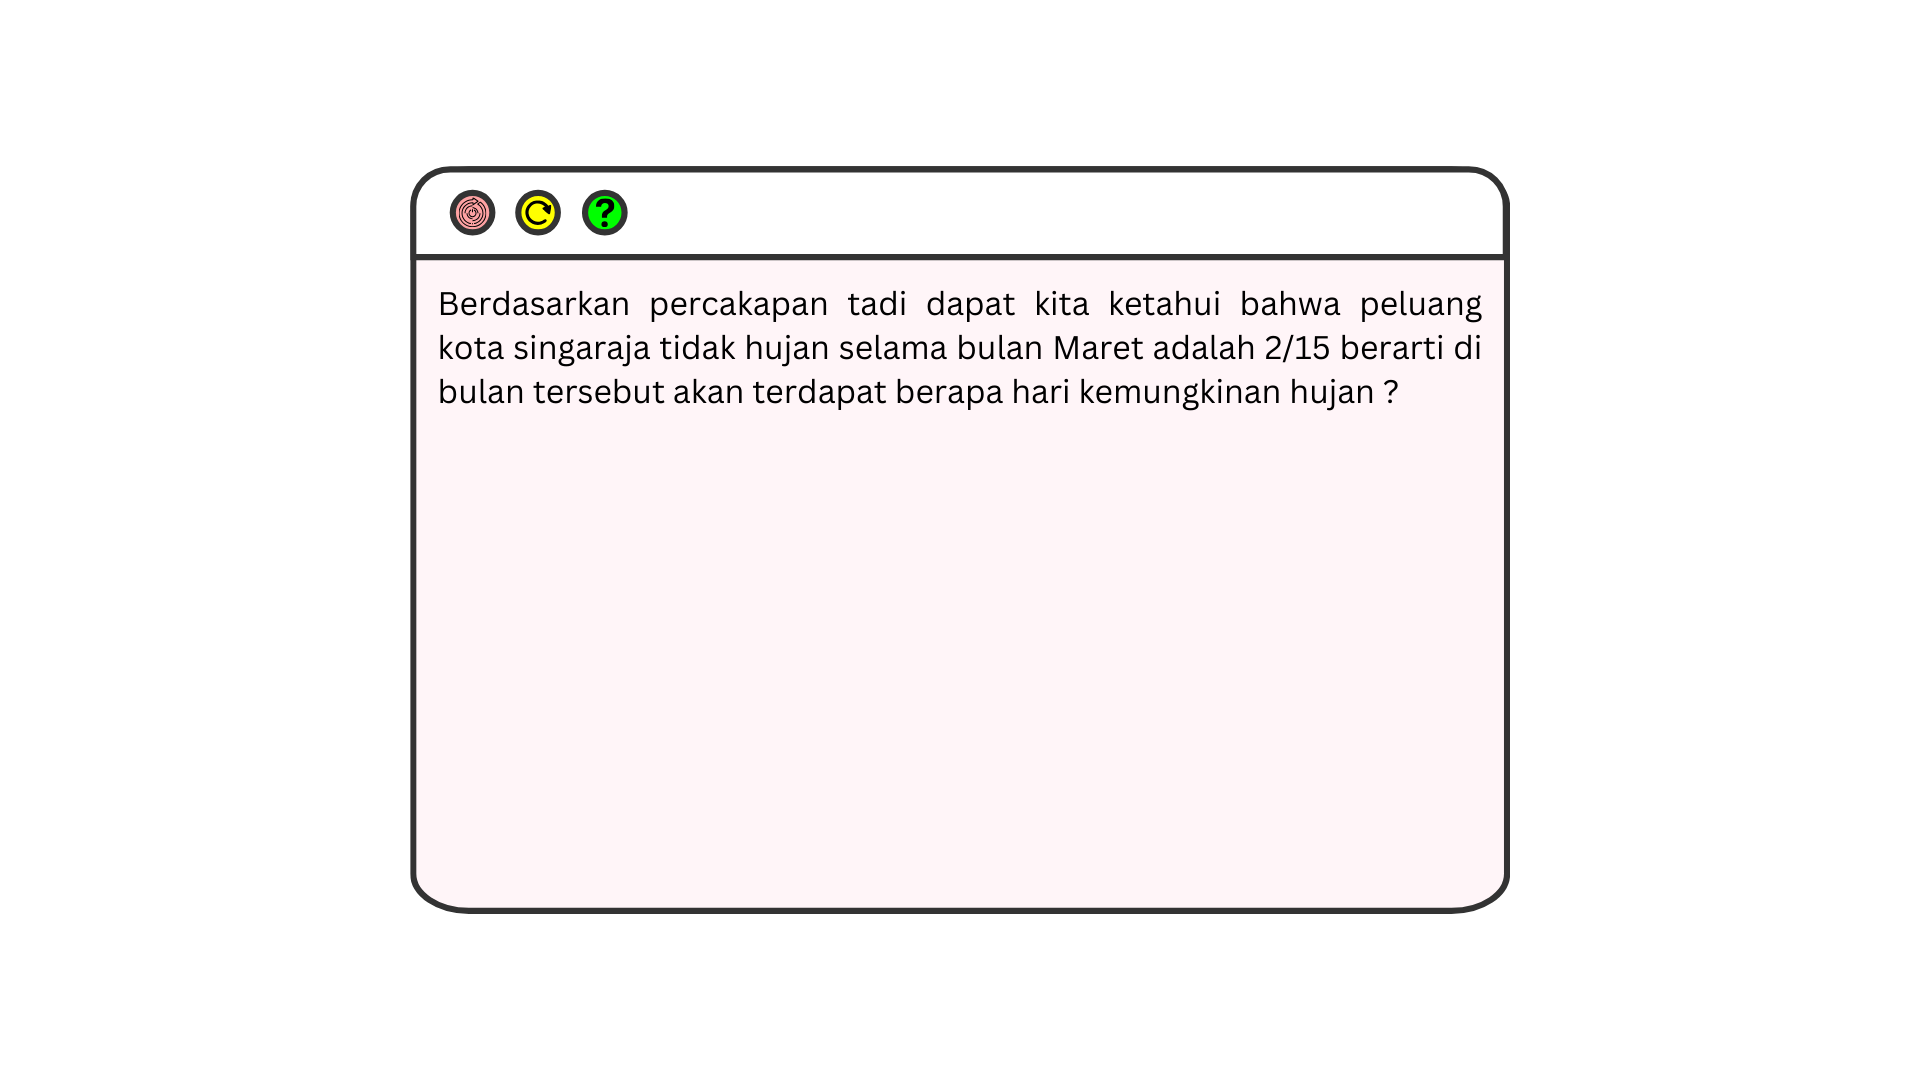 Berdasarkan percakapan tadi dapat kita ketahui bahwa peluang
kota singaraja tidak hujan selama bulan Maret adalah 2/15 berarti di
bulan tersebut akan terdapat berapa hari kemungkinan hujan ?